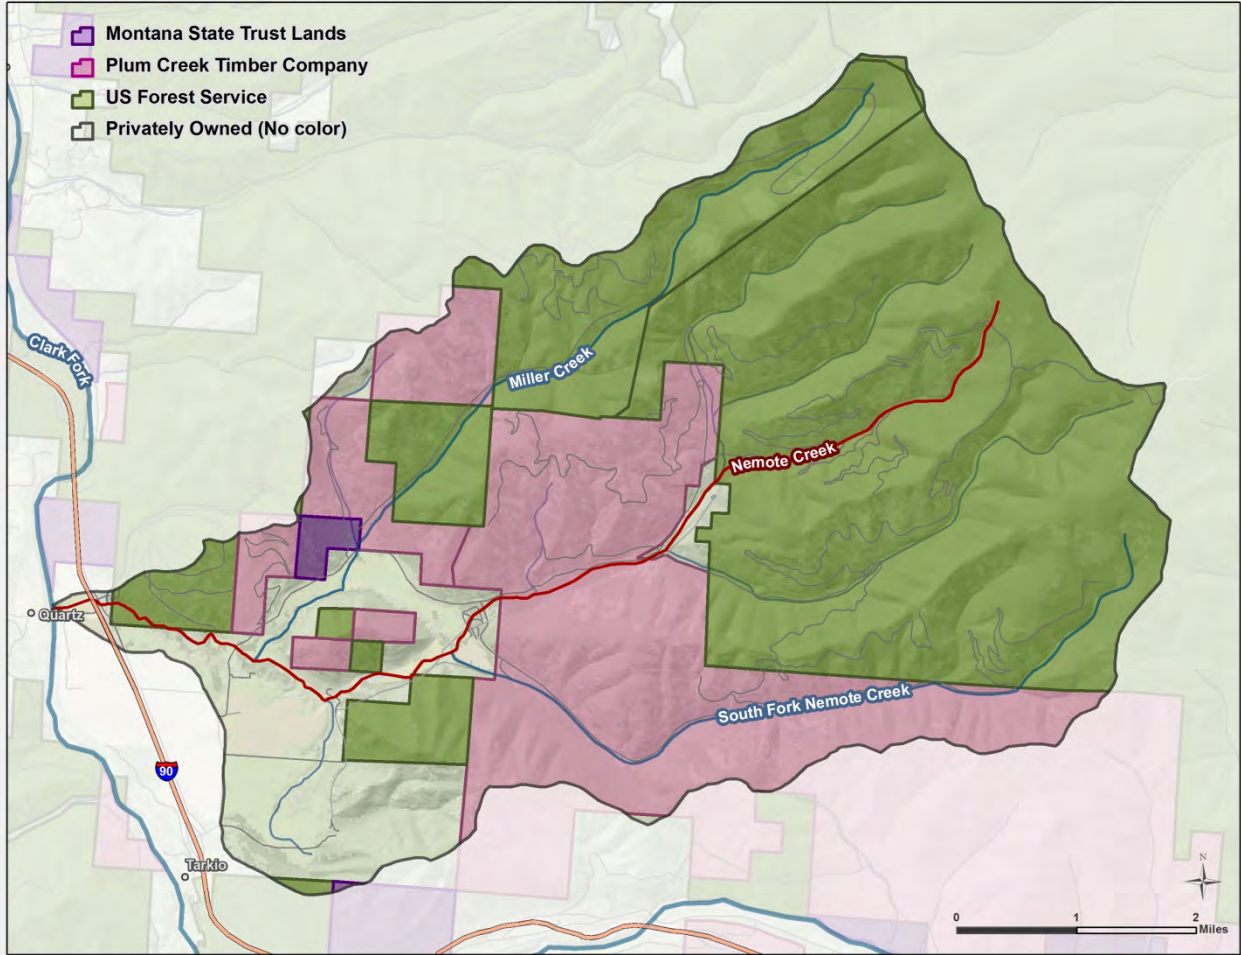 Montana State Trust Lands
Plum Creek Timber Company
US Forest Service
Privately Owned (No color)
Clark Fork
Miller Creek
Nemote Creek
Quartz
South Fork Nemote Creek
90
Tarkio
N
0 1 2
Miles